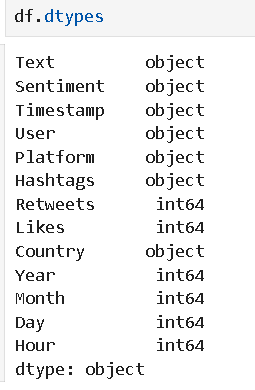 df.dtypes
Text object
Sentiment object
Timestamp object
User object
Platform object
Hashtags object
Retweets int64
Likes int64
Country object
Year int64
Month int64
Day int64
Hour int64
dtype: object